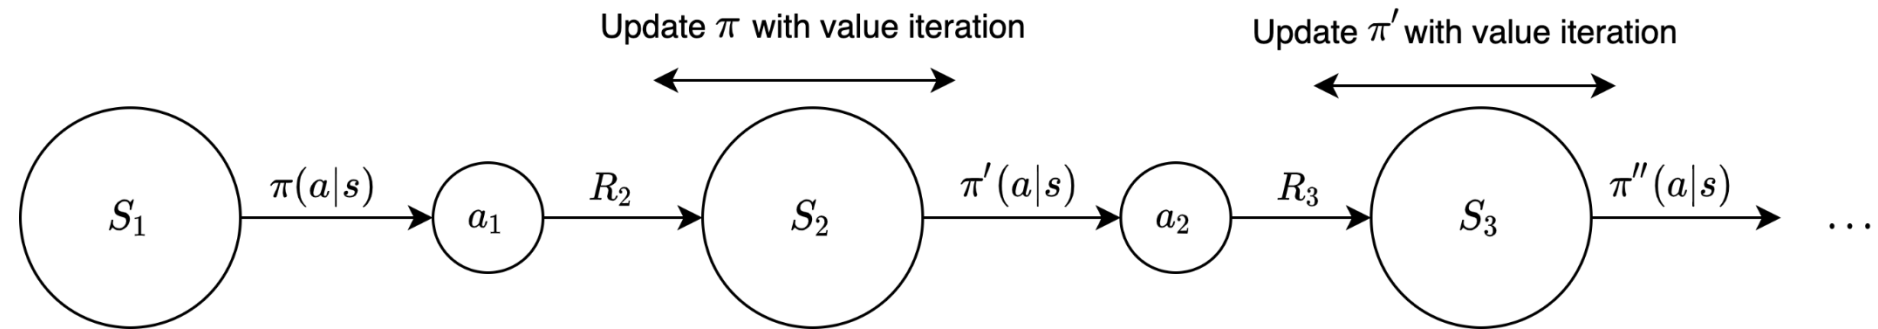 Update π with value iteration
Update π′ with value iteration
S₁
π(a|s)
a₁
R₂
S₂
π′(a|s)
a₂
R₃
S₃
π″(a|s)
...